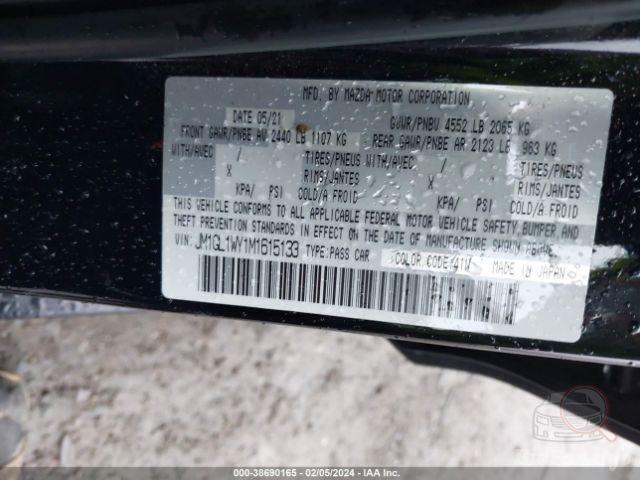 MFD. BY MAZDA MOTOR CORPORATION
DATE 05/21 GVWR/PNBV 4552 LB 2065 KG
FRONT GAWR/PNBE AV 2440 LB 1107 KG REAR GAWR/PNBE AR 2123 LB 963 KG
WITH/AVEC / TIRES/PNEUS WITH/AVEC / TIRES/PNEUS
X RIMS/JANTES X RIMS/JANTES
KPA/ PSI COLD/A FROID KPA/ PSI COLD/A FROID
THIS VEHICLE CONFORMS TO ALL APPLICABLE FEDERAL MOTOR VEHICLE SAFETY, BUMPER, AND
THEFT PREVENTION STANDARDS IN EFFECT ON THE DATE OF MANUFACTURE SHOWN ABOVE.
VIN: JM1GL1WY1M1615133 TYPE: PASS CAR COLOR CODE: 41W MADE IN JAPAN
000-38690165 - 02/05/2024 - IAA Inc.